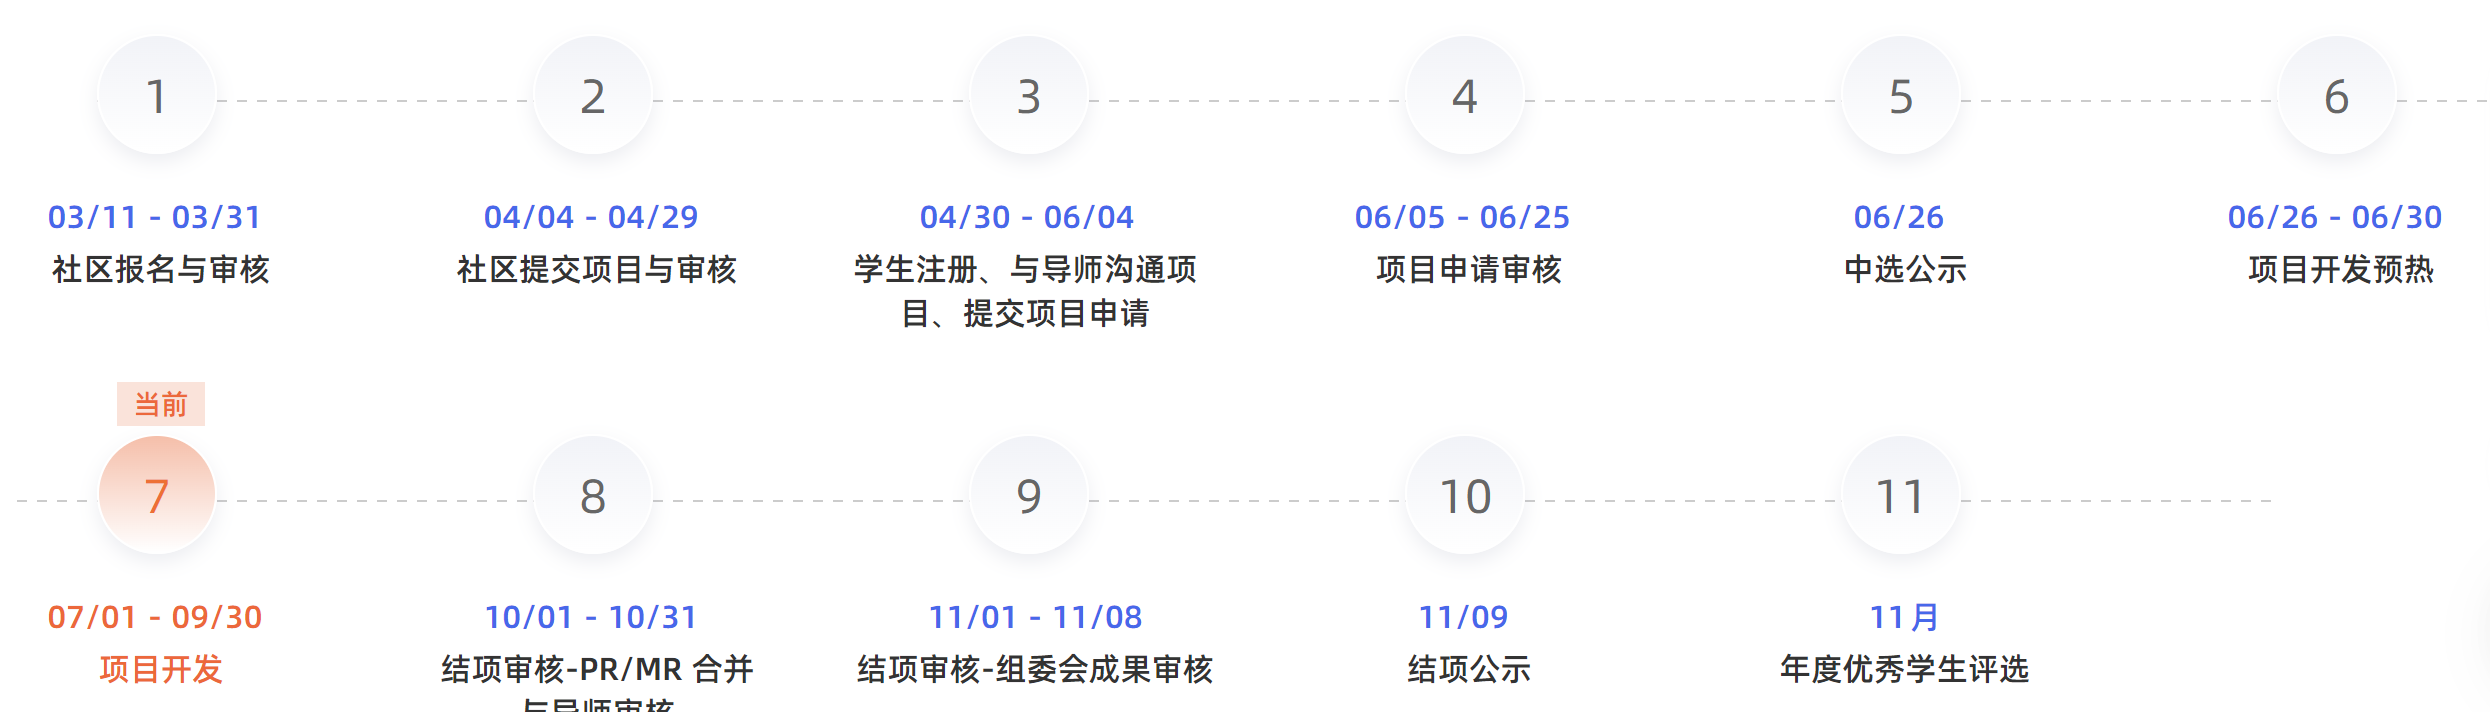 1
2
3
4
5
6
03/11 - 03/31
04/04 - 04/29
04/30 - 06/04
06/05 - 06/25
06/26
06/26 - 06/30
社区报名与审核
社区提交项目与审核
学生注册、与导师沟通项
目、提交项目申请
项目申请审核
中选公示
项目开发预热
当前
7
8
9
10
11
07/01 - 09/30
10/01 - 10/31
11/01 - 11/08
11/09
11月
项目开发
结项审核-PR/MR 合并
与导师审核
结项审核-组委会成果审核
结项公示
年度优秀学生评选